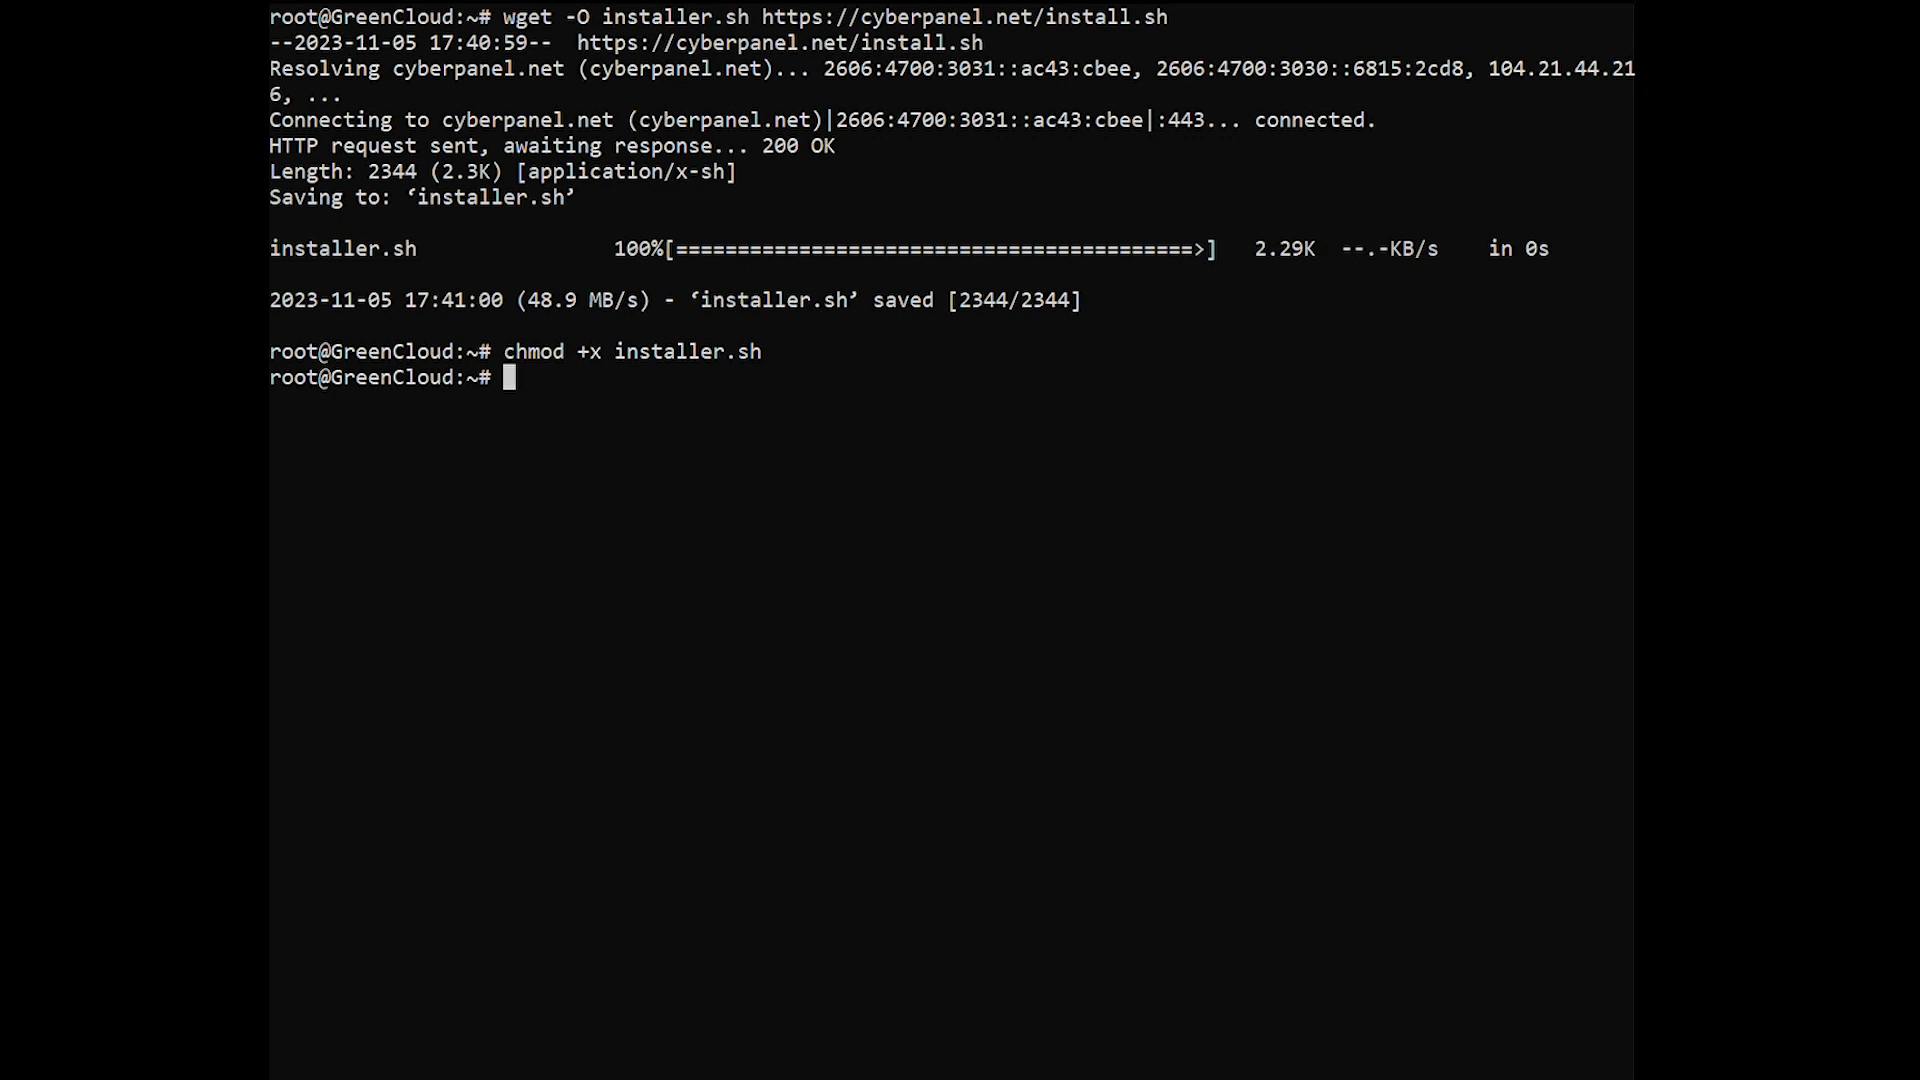 root@GreenCloud:~# wget -O installer.sh https://cyberpanel.net/install.sh
--2023-11-05 17:40:59--  https://cyberpanel.net/install.sh
Resolving cyberpanel.net (cyberpanel.net)... 2606:4700:3031::ac43:cbee, 2606:4700:3030::6815:2cd8, 104.21.44.21
6, ...
Connecting to cyberpanel.net (cyberpanel.net)|2606:4700:3031::ac43:cbee|:443... connected.
HTTP request sent, awaiting response... 200 OK
Length: 2344 (2.3K) [application/x-sh]
Saving to: ‘installer.sh’
installer.sh                100%[==========================================>]   2.29K  --.-KB/s    in 0s
2023-11-05 17:41:00 (48.9 MB/s) - ‘installer.sh’ saved [2344/2344]
root@GreenCloud:~# chmod +x installer.sh
root@GreenCloud:~#